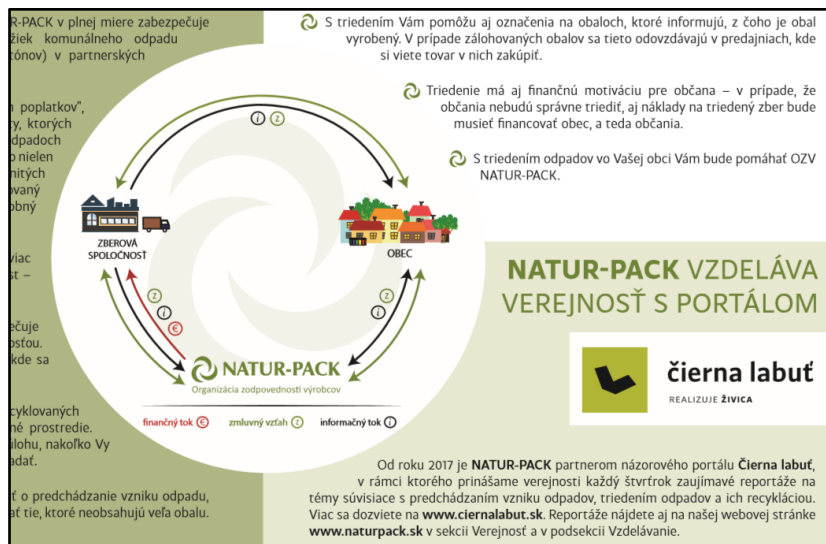 R-PACK v plnej miere zabezpečuje
žiek komunálneho odpadu
tónov) v partnerských
h poplatkov",
ty, ktorých
dpadoch
o nielen
nitých
ovaný
obný
viac
st –
ečuje
osťou.
kde sa
cyklovaných
né prostredie.
úlohu, nakoľko Vy
adať.
ť o predchádzanie vzniku odpadu,
ať tie, ktoré neobsahujú veľa obalu.
i z
ZBEROVÁ
SPOLOČNOSŤ
OBEC
z
i
€
z
i
NATUR-PACK
Organizácia zodpovednosti výrobcov
finančný tok € zmluvný vzťah z informačný tok i
S triedením Vám pomôžu aj označenia na obaloch, ktoré informujú, z čoho je obal
vyrobený. V prípade zálohovaných obalov sa tieto odovzdávajú v predajniach, kde
si viete tovar v nich zakúpiť.
Triedenie má aj finančnú motiváciu pre občana – v prípade, že
občania nebudú správne triediť, aj náklady na triedený zber bude
musieť financovať obec, a teda občania.
S triedením odpadov vo Vašej obci Vám bude pomáhať OZV
NATUR-PACK.
NATUR-PACK VZDELÁVA
VEREJNOSŤ S PORTÁLOM
čierna labuť
REALIZUJE ŽIVICA
Od roku 2017 je NATUR-PACK partnerom názorového portálu Čierna labuť,
v rámci ktorého prinášame verejnosti každý štvrťrok zaujímavé reportáže na
témy súvisiace s predchádzaním vzniku odpadov, triedením odpadov a ich recykláciou.
Viac sa dozviete na www.ciernalabut.sk. Reportáže nájdete aj na našej webovej stránke
www.naturpack.sk v sekcii Verejnosť a v podsekcii Vzdelávanie.